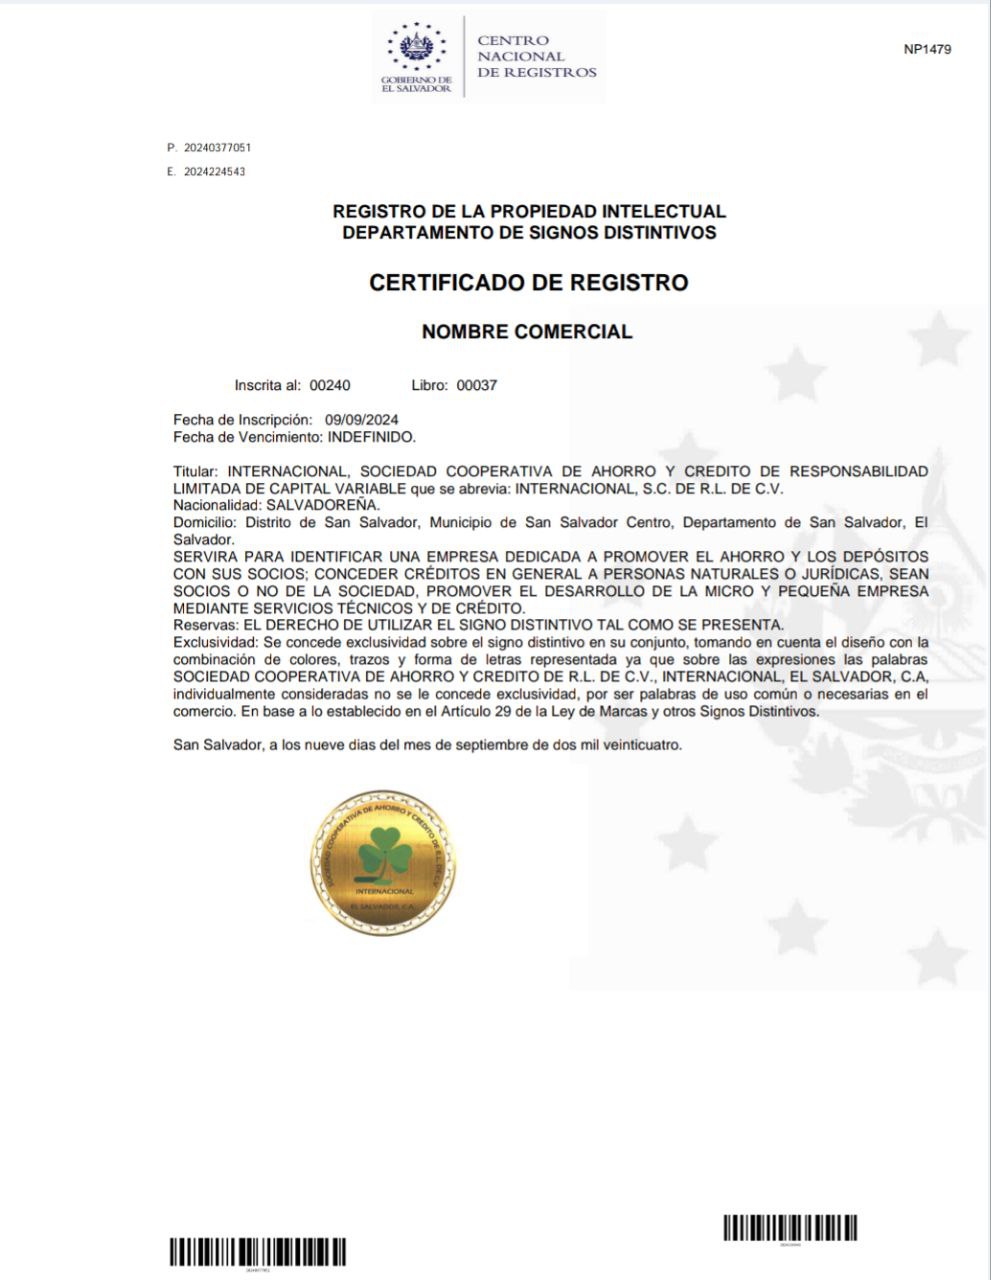 GOBIERNO DE
EL SALVADOR
CENTRO
NACIONAL
DE REGISTROS
NP1479
P. 20240377051
E. 2024224543
REGISTRO DE LA PROPIEDAD INTELECTUAL
DEPARTAMENTO DE SIGNOS DISTINTIVOS
CERTIFICADO DE REGISTRO
NOMBRE COMERCIAL
Inscrita al: 00240 Libro: 00037
Fecha de Inscripción: 09/09/2024
Fecha de Vencimiento: INDEFINIDO.
Titular: INTERNACIONAL, SOCIEDAD COOPERATIVA DE AHORRO Y CREDITO DE RESPONSABILIDAD
LIMITADA DE CAPITAL VARIABLE que se abrevia: INTERNACIONAL, S.C. DE R.L. DE C.V.
Nacionalidad: SALVADOREÑA.
Domicilio: Distrito de San Salvador, Municipio de San Salvador Centro, Departamento de San Salvador, El
Salvador.
SERVIRA PARA IDENTIFICAR UNA EMPRESA DEDICADA A PROMOVER EL AHORRO Y LOS DEPÓSITOS
CON SUS SOCIOS; CONCEDER CRÉDITOS EN GENERAL A PERSONAS NATURALES O JURÍDICAS, SEAN
SOCIOS O NO DE LA SOCIEDAD, PROMOVER EL DESARROLLO DE LA MICRO Y PEQUEÑA EMPRESA
MEDIANTE SERVICIOS TÉCNICOS Y DE CRÉDITO.
Reservas: EL DERECHO DE UTILIZAR EL SIGNO DISTINTIVO TAL COMO SE PRESENTA.
Exclusividad: Se concede exclusividad sobre el signo distintivo en su conjunto, tomando en cuenta el diseño con la
combinación de colores, trazos y forma de letras representada ya que sobre las expresiones las palabras
SOCIEDAD COOPERATIVA DE AHORRO Y CREDITO DE R.L. DE C.V., INTERNACIONAL, EL SALVADOR, C.A,
individualmente consideradas no se le concede exclusividad, por ser palabras de uso común o necesarias en el
comercio. En base a lo establecido en el Artículo 29 de la Ley de Marcas y otros Signos Distintivos.
San Salvador, a los nueve dias del mes de septiembre de dos mil veinticuatro.
SOCIEDAD COOPERATIVA DE AHORRO Y CREDITO DE R.L. DE C.V.
INTERNACIONAL
EL SALVADOR, C.A.